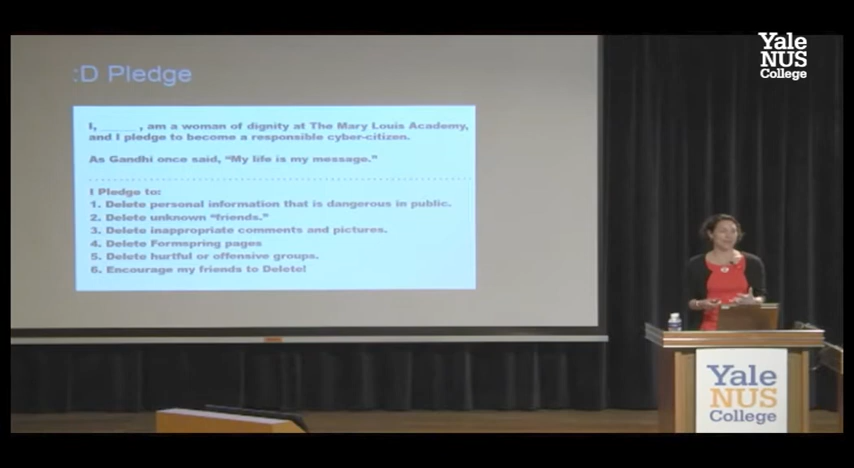 Yale
NUS
College
:D Pledge
I, _____ , am a woman of dignity at The Mary Louis Academy,
and I pledge to become a responsible cyber-citizen.
As Gandhi once said, “My life is my message.”
I Pledge to:
1. Delete personal information that is dangerous in public.
2. Delete unknown “friends.”
3. Delete inappropriate comments and pictures.
4. Delete Formspring pages
5. Delete hurtful or offensive groups.
6. Encourage my friends to Delete!
Yale
NUS
College